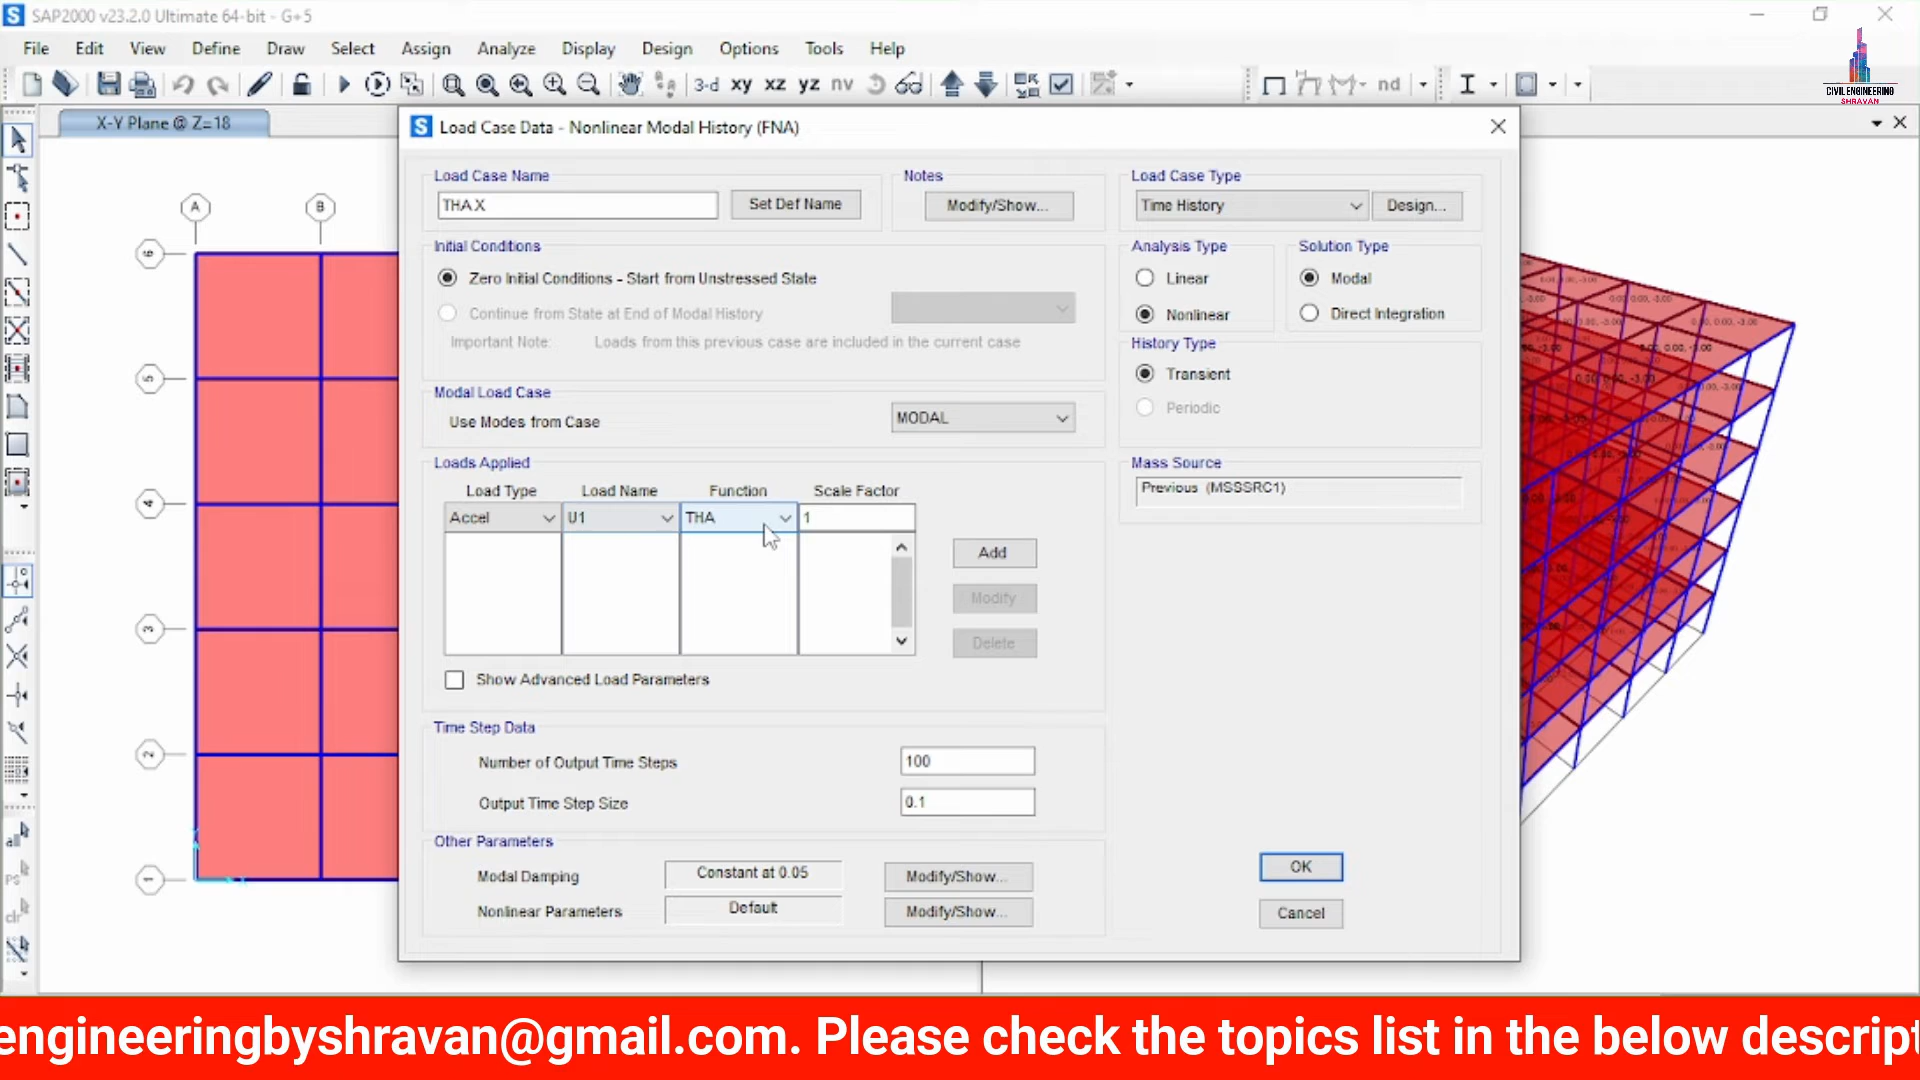 SAP2000 v23.2.0 Ultimate 64-bit - G+5
File Edit View Define Draw Select Assign Analyze Display Design Options Tools Help
3-d xy xz yz nv nd
CIVIL ENGINEERING
SHRAVAN
X-Y Plane @ Z=18
Load Case Data - Nonlinear Modal History (FNA)
Load Case Name
THA X
Set Def Name
Notes
Modify/Show...
Load Case Type
Time History
Design...
Initial Conditions
Zero Initial Conditions - Start from Unstressed State
Continue from State at End of Modal History
Important Note: Loads from this previous case are included in the current case
Analysis Type
Linear
Nonlinear
Solution Type
Modal
Direct Integration
History Type
Transient
Periodic
Modal Load Case
Use Modes from Case
MODAL
Loads Applied
Load Type Load Name Function Scale Factor
Accel U1 THA 1
Add
Modify
Delete
Show Advanced Load Parameters
Mass Source
Previous (MSSSRC1)
Time Step Data
Number of Output Time Steps 100
Output Time Step Size 0.1
Other Parameters
Modal Damping Constant at 0.05 Modify/Show...
Nonlinear Parameters Default Modify/Show...
OK
Cancel
A B
6
5
4
3
2
1
engineeringbyshravan@gmail.com. Please check the topics list in the below descript